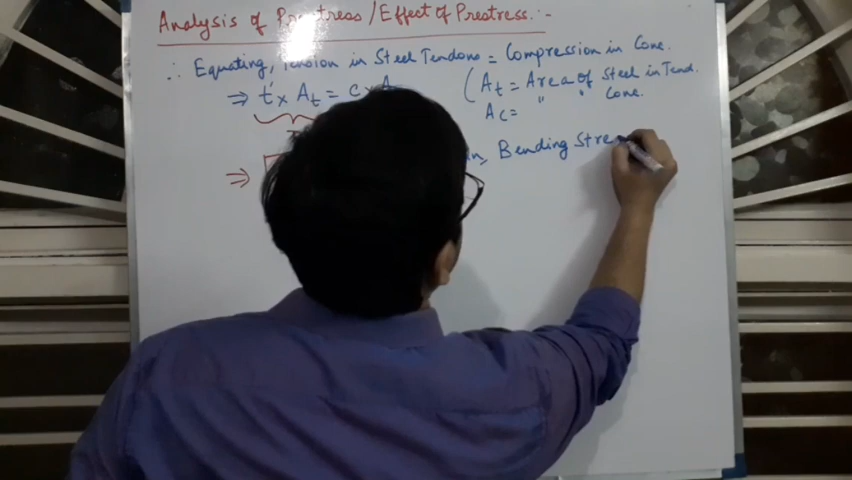 Analysis of Prestress / Effect of Prestress :-
∴ Equating, Tension in Steel Tendons = Compression in Conc.
⇒ t' x At = c x A (At = Area of Steel in Tend.
Ac = " " Conc.
⇒ in, Bending Stre